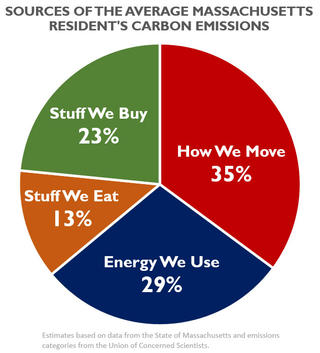 SOURCES OF THE AVERAGE MASSACHUSETTS
RESIDENT'S CARBON EMISSIONS
Stuff We Buy
23%
How We Move
35%
Stuff We Eat
13%
Energy We Use
29%
Estimates based on data from the State of Massachusetts and emissions
categories from the Union of Concerned Scientists.